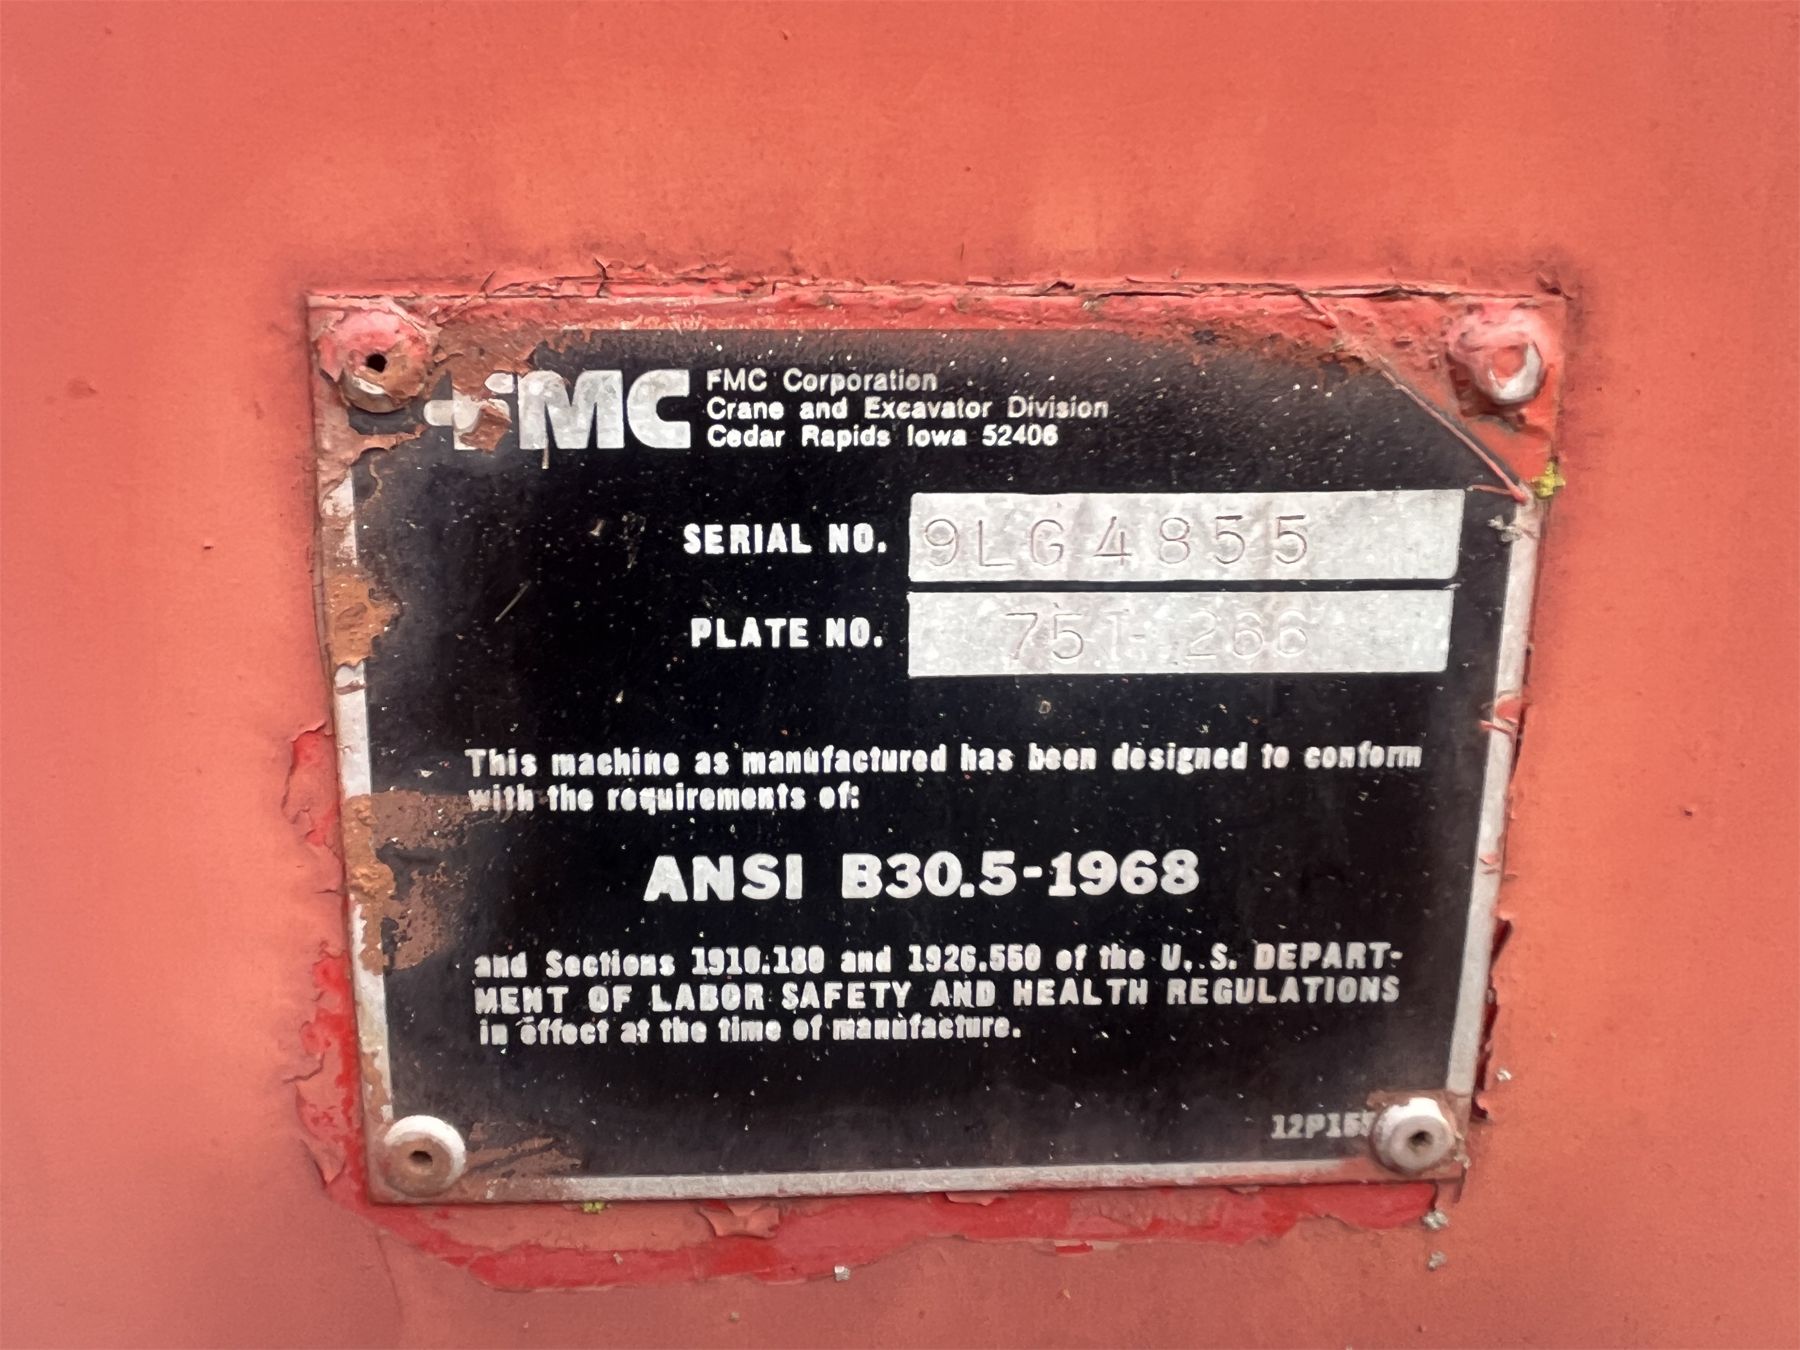 FMC FMC Corporation
Crane and Excavator Division
Cedar Rapids Iowa 52406
SERIAL NO. 9LG4855
PLATE NO. 75T-266
This machine as manufactured has been designed to conform
with the requirements of:
ANSI B30.5-1968
and Sections 1910.180 and 1926.550 of the U. S. DEPART-
MENT OF LABOR SAFETY AND HEALTH REGULATIONS
in effect at the time of manufacture.